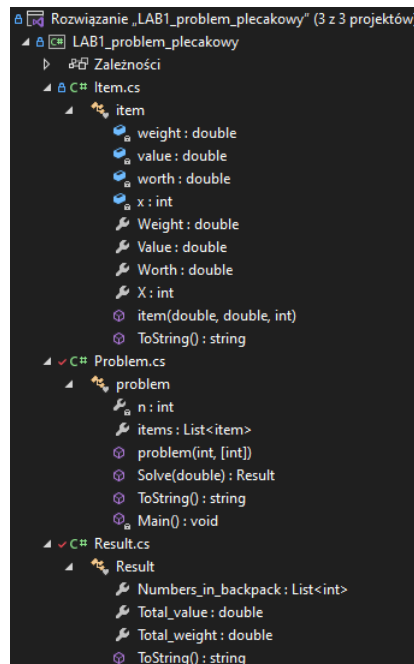 Rozwiązanie „LAB1_problem_plecakowy" (3 z 3 projektów)
C# LAB1_problem_plecakowy
Zależności
C# Item.cs
item
weight : double
value : double
worth : double
x : int
Weight : double
Value : double
Worth : double
X : int
item(double, double, int)
ToString() : string
C# Problem.cs
problem
n : int
items : List<item>
problem(int, [int])
Solve(double) : Result
ToString() : string
Main() : void
C# Result.cs
Result
Numbers_in_backpack : List<int>
Total_value : double
Total_weight : double
ToString() : string